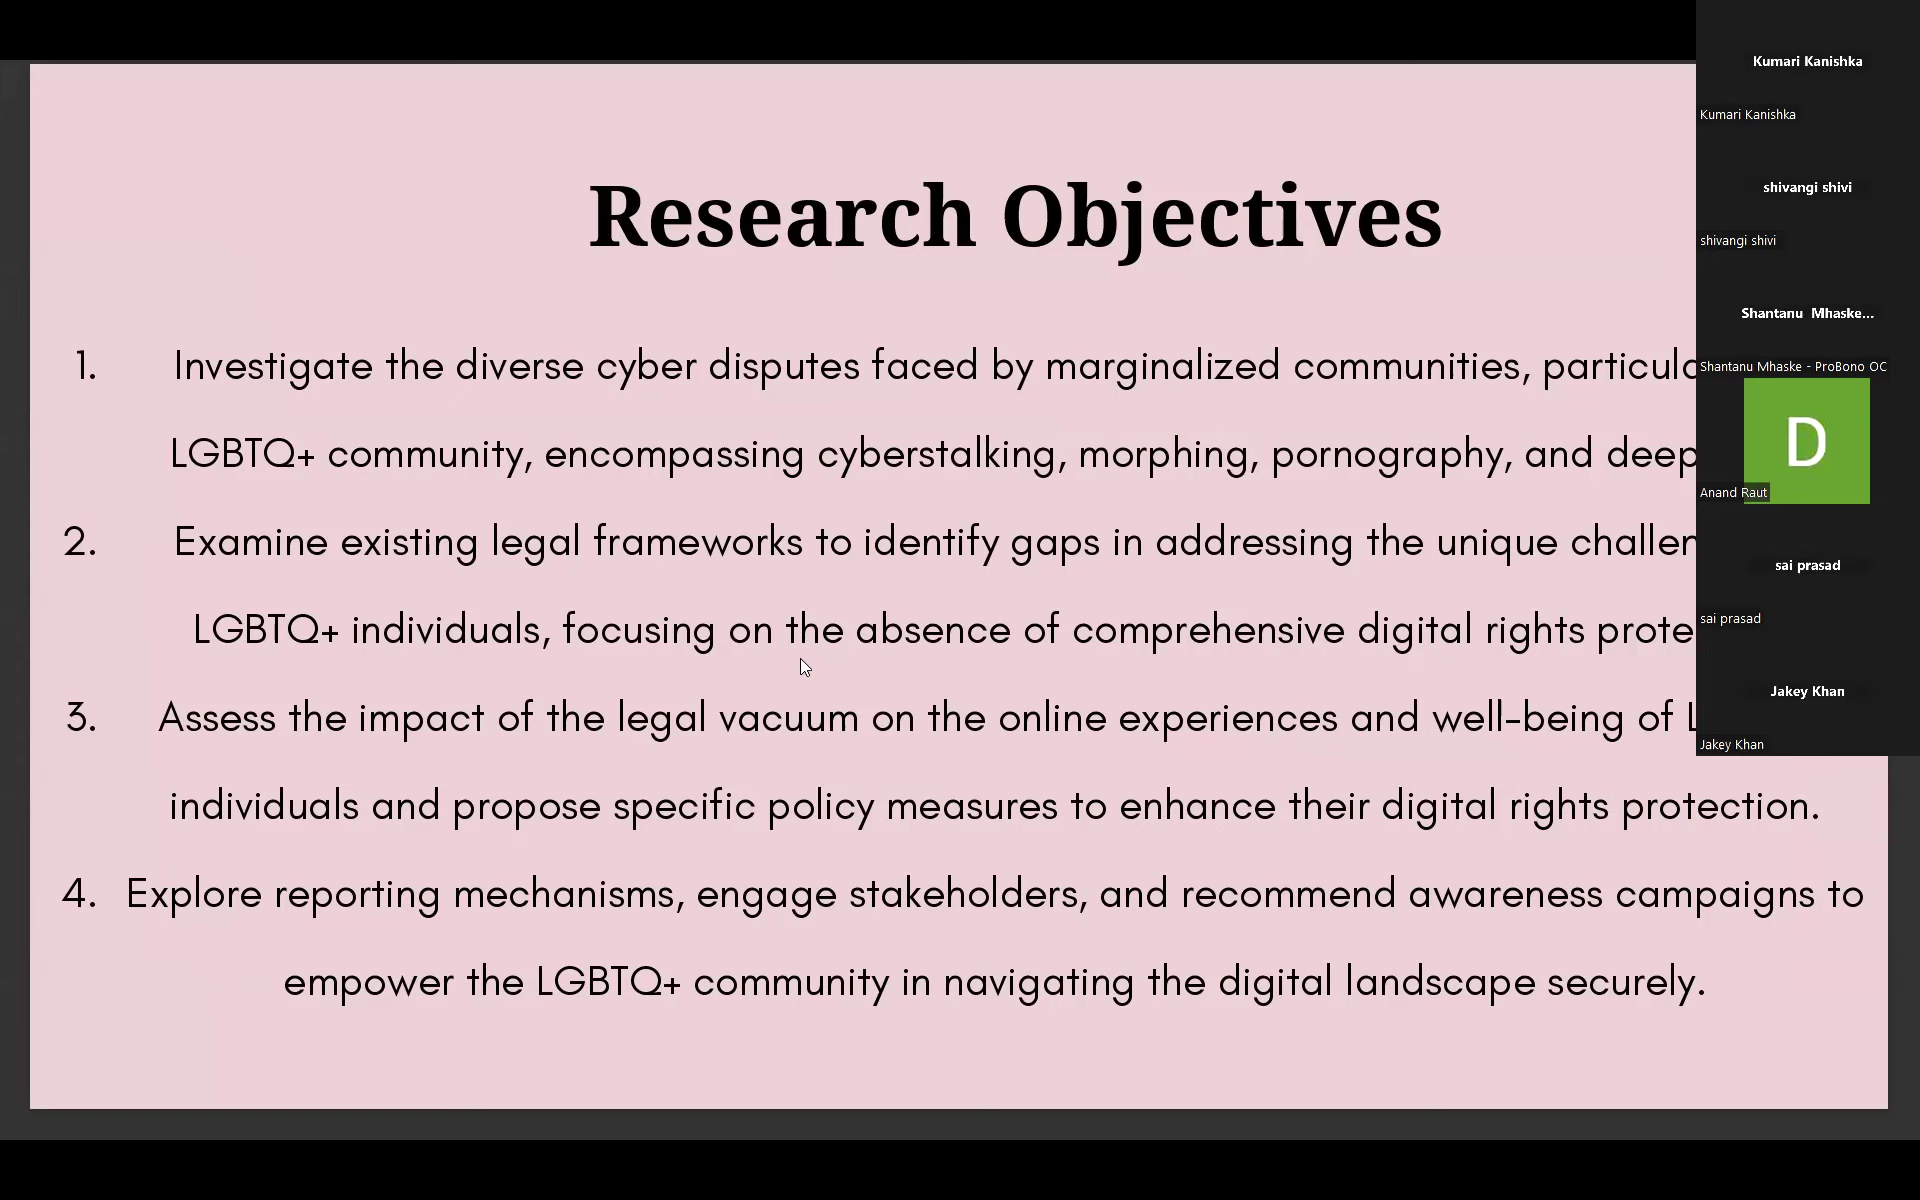 Research Objectives
1. Investigate the diverse cyber disputes faced by marginalized communities,
LGBTQ+ community, encompassing cyberstalking, morphing, pornography, and
2. Examine existing legal frameworks to identify gaps in addressing the unique
LGBTQ+ individuals, focusing on the absence of comprehensive digital rights
3. Assess the impact of the legal vacuum on the online experiences and well-being of
individuals and propose specific policy measures to enhance their digital rights protection.
4. Explore reporting mechanisms, engage stakeholders, and recommend awareness campaigns to
empower the LGBTQ+ community in navigating the digital landscape securely.
Kumari Kanishka
Kumari Kanishka
shivangi shivi
shivangi shivi
Shantanu Mhaske...
Shantanu Mhaske - ProBono OC
D
Anand Raut
sai prasad
sai prasad
Jakey Khan
Jakey Khan